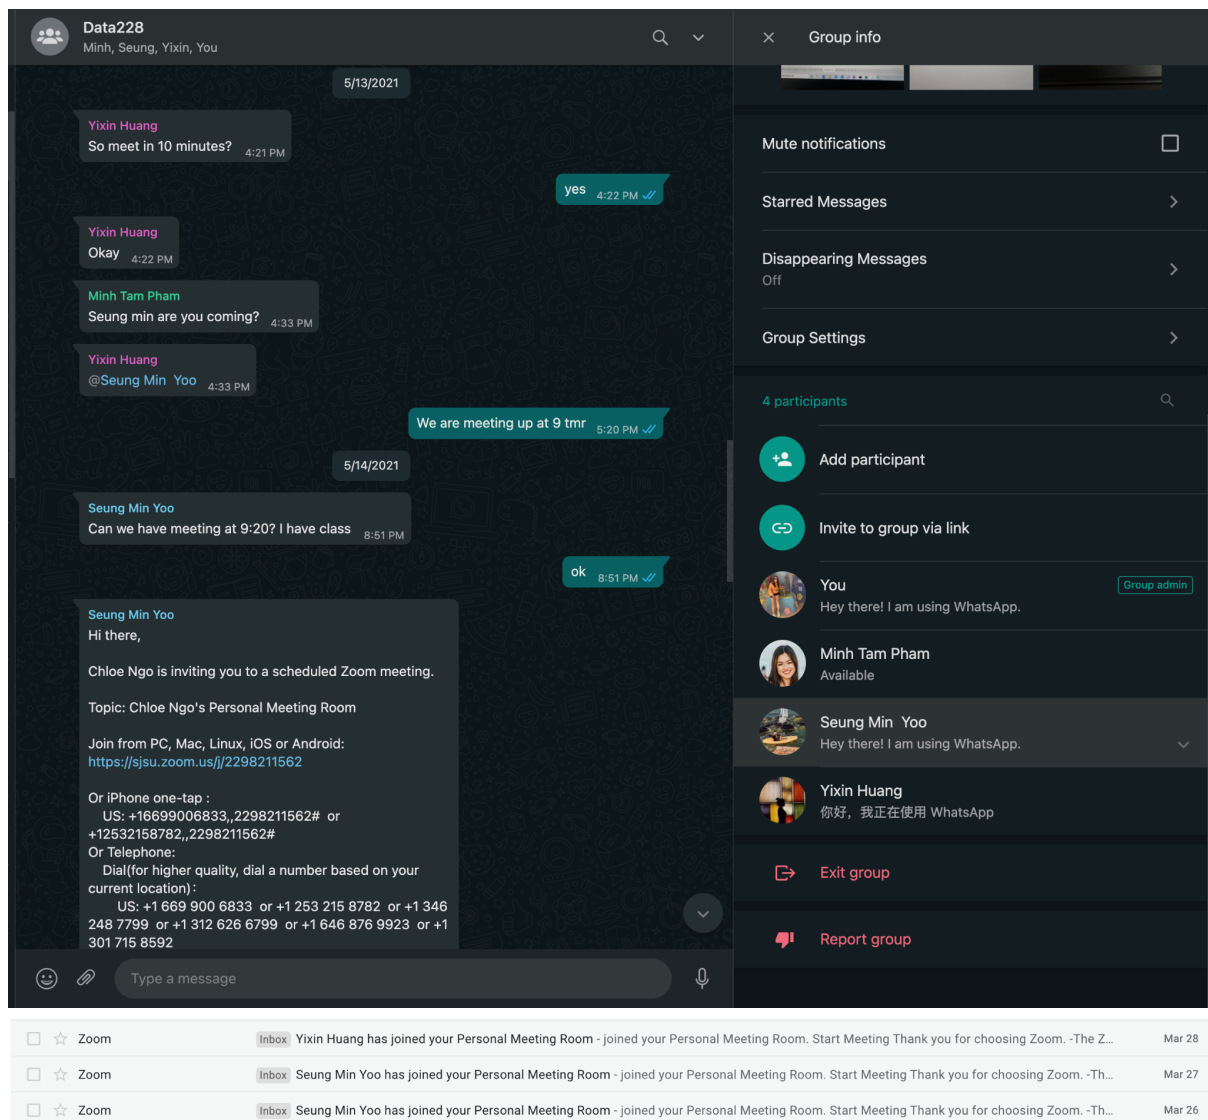 Data228
Minh, Seung, Yixin, You
5/13/2021
Yixin Huang
So meet in 10 minutes? 4:21 PM
yes 4:22 PM
Yixin Huang
Okay 4:22 PM
Minh Tam Pham
Seung min are you coming? 4:33 PM
Yixin Huang
@Seung Min Yoo 4:33 PM
We are meeting up at 9 tmr 5:20 PM
5/14/2021
Seung Min Yoo
Can we have meeting at 9:20? I have class 8:51 PM
ok 8:51 PM
Seung Min Yoo
Hi there,
Chloe Ngo is inviting you to a scheduled Zoom meeting.
Topic: Chloe Ngo's Personal Meeting Room
Join from PC, Mac, Linux, iOS or Android:
https://sjsu.zoom.us/j/2298211562
Or iPhone one-tap :
US: +16699006833,,2298211562# or
+12532158782,,2298211562#
Or Telephone:
Dial(for higher quality, dial a number based on your
current location):
US: +1 669 900 6833 or +1 253 215 8782 or +1 346
248 7799 or +1 312 626 6799 or +1 646 876 9923 or +1
301 715 8592
Type a message
Group info
Mute notifications
Starred Messages
Disappearing Messages
Off
Group Settings
4 participants
Add participant
Invite to group via link
You Group admin
Hey there! I am using WhatsApp.
Minh Tam Pham
Available
Seung Min Yoo
Hey there! I am using WhatsApp.
Yixin Huang
你好，我正在使用 WhatsApp
Exit group
Report group
Zoom Inbox Yixin Huang has joined your Personal Meeting Room - joined your Personal Meeting Room. Start Meeting Thank you for choosing Zoom. -The Z... Mar 28
Zoom Inbox Seung Min Yoo has joined your Personal Meeting Room - joined your Personal Meeting Room. Start Meeting Thank you for choosing Zoom. -Th... Mar 27
Zoom Inbox Seung Min Yoo has joined your Personal Meeting Room - joined your Personal Meeting Room. Start Meeting Thank you for choosing Zoom. -Th... Mar 26